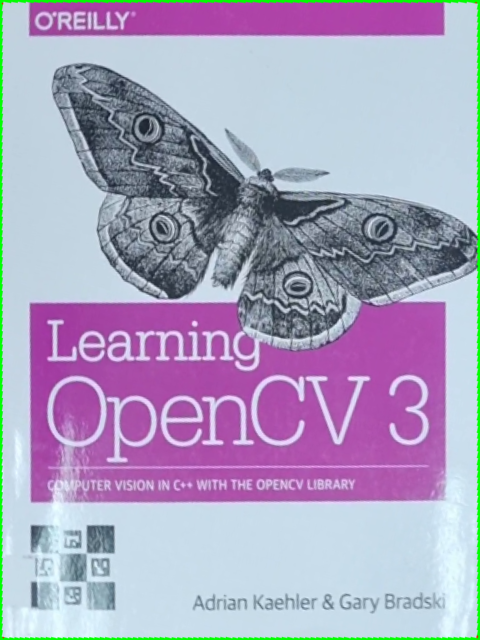 O'REILLY®
Learning
OpenCV 3
COMPUTER VISION IN C++ WITH THE OPENCV LIBRARY
Adrian Kaehler & Gary Bradski